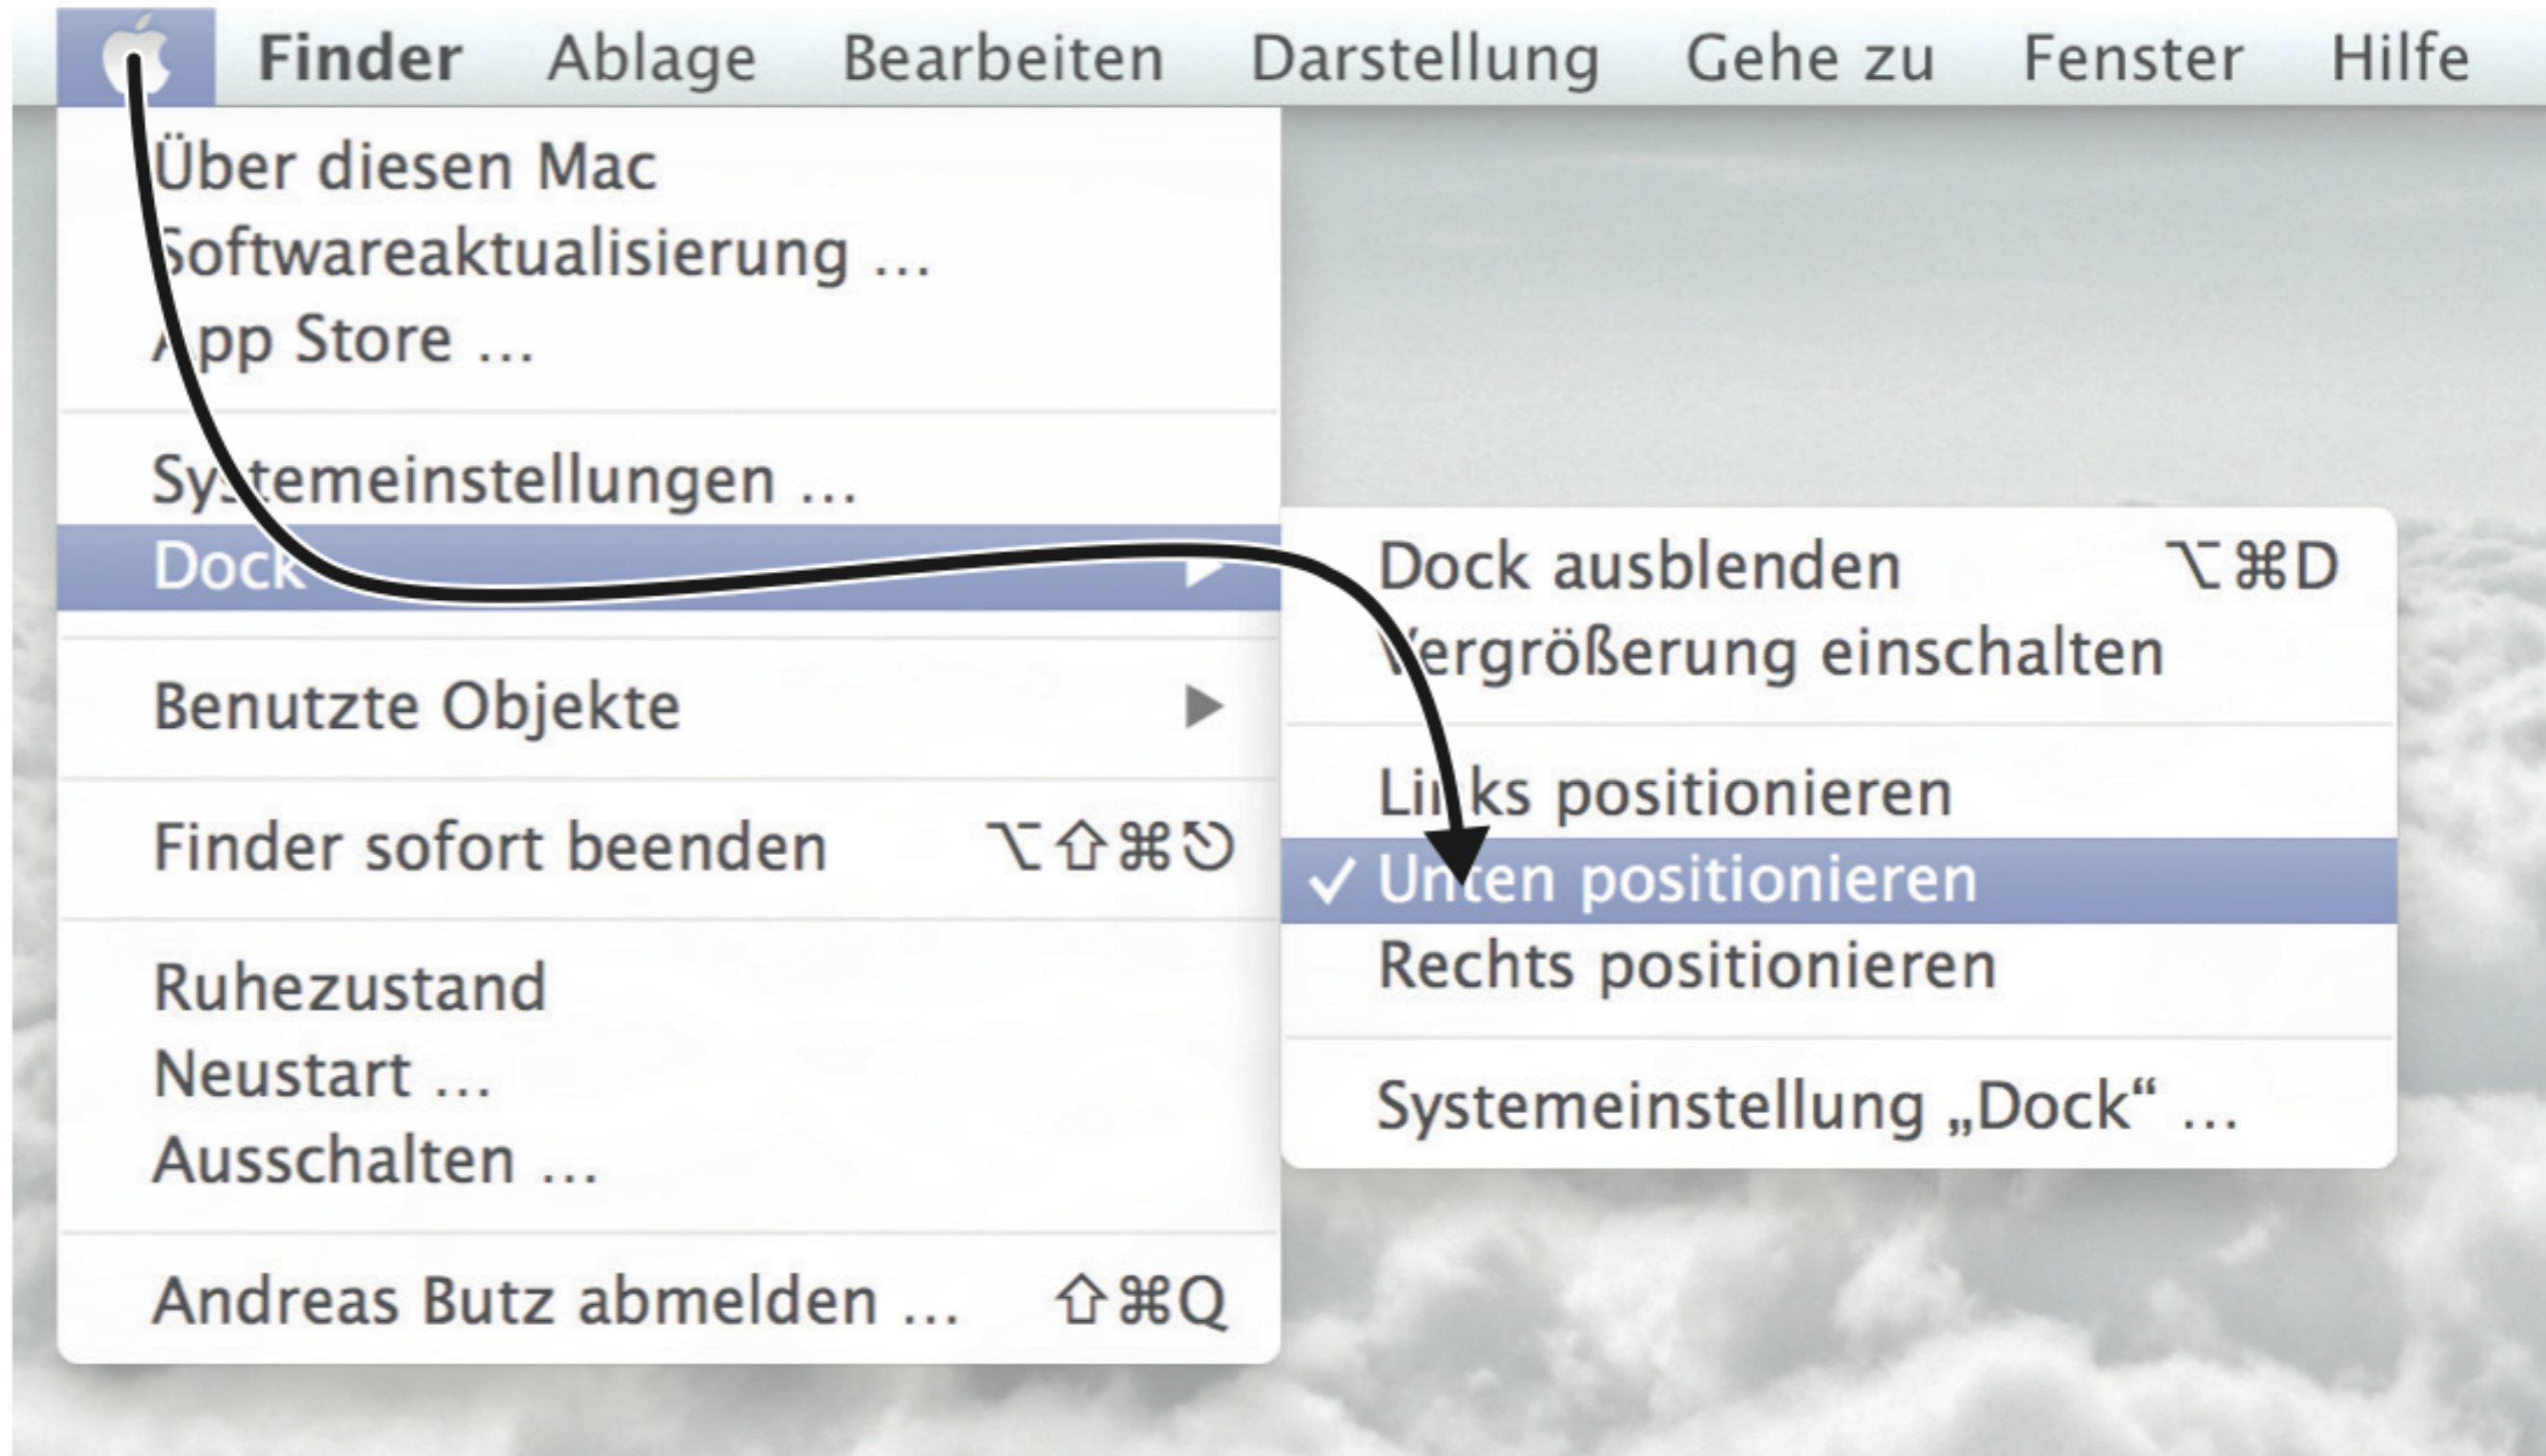 Finder Ablage Bearbeiten Darstellung Gehe zu Fenster Hilfe
Über diesen Mac
Softwareaktualisierung ...
App Store ...
Systemeinstellungen ...
Dock
Benutzte Objekte
Finder sofort beenden ⌥⇧⌘⎋
Ruhezustand
Neustart ...
Ausschalten ...
Andreas Butz abmelden ... ⇧⌘Q
Dock ausblenden ⌥⌘D
Vergrößerung einschalten
Links positionieren
✓ Unten positionieren
Rechts positionieren
Systemeinstellung „Dock“ ...